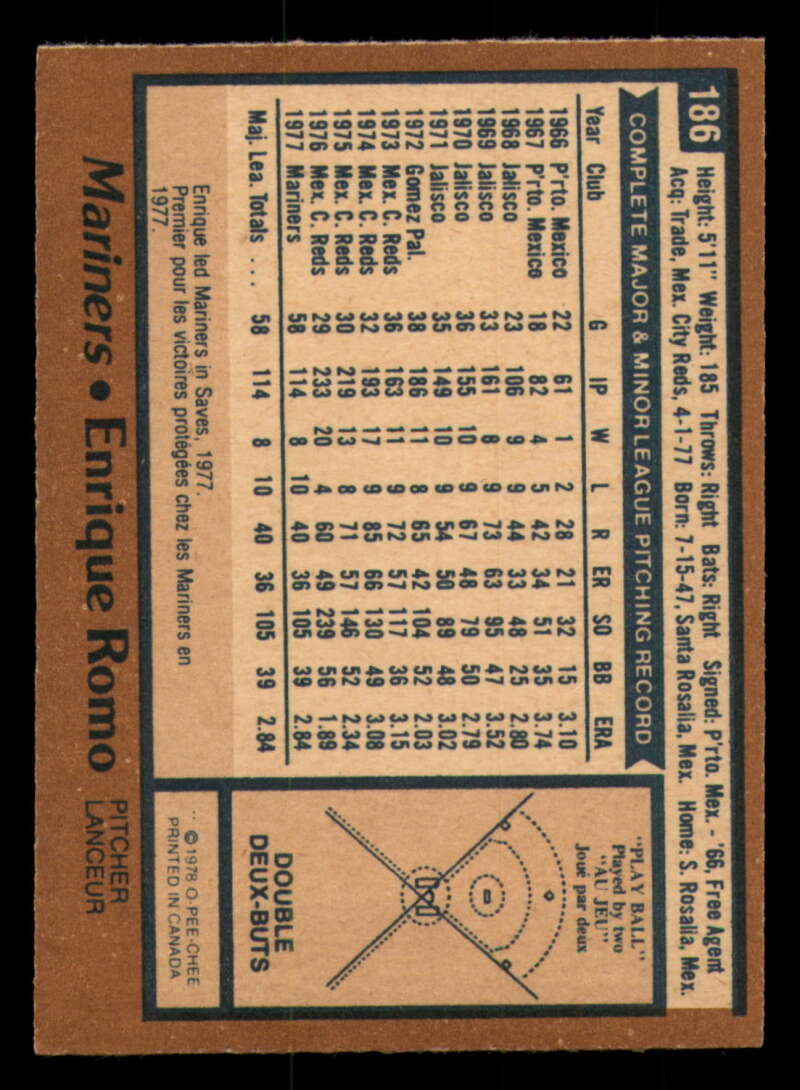 186
Height: 5'11" Weight: 185 Throws: Right Bats: Right Signed: P'rto. Mex. - '66, Free Agent
Acq: Trade, Mex. City Reds, 4-1-77 Born: 7-15-47, Santa Rosalia, Mex. Home: S. Rosalia, Mex.
COMPLETE MAJOR & MINOR LEAGUE PITCHING RECORD
Year Club G IP W L R ER SO BB ERA
1966 P'rto. Mexico 22 61 1 2 28 21 32 15 3.10
1967 P'rto. Mexico 18 82 4 5 42 34 51 35 3.74
1968 Jalisco 23 106 9 9 44 33 48 25 2.80
1969 Jalisco 33 161 8 9 73 63 95 47 3.52
1970 Jalisco 36 155 10 9 67 48 79 50 2.79
1971 Jalisco 35 149 10 9 54 50 89 48 3.02
1972 Gomez Pal. 38 186 11 8 65 42 104 52 2.03
1973 Mex. C. Reds 36 163 11 9 72 57 117 36 3.15
1974 Mex. C. Reds 32 193 17 9 85 66 130 49 3.08
1975 Mex. C. Reds 30 219 13 8 71 57 146 52 2.34
1976 Mex. C. Reds 29 233 20 4 60 49 239 56 1.89
1977 Mariners 58 114 8 10 40 36 105 39 2.84
Maj. Lea. Totals ... 58 114 8 10 40 36 105 39 2.84
Enrique led Mariners in Saves, 1977.
Premier pour les victoires protégées chez les Mariners en
1977.
"PLAY BALL"
Played by two
"AU JEU"
Joué par deux
DOUBLE
DEUX-BUTS
© 1978 O-PEE-CHEE
PRINTED IN CANADA
Mariners • Enrique Romo PITCHER
LANCEUR